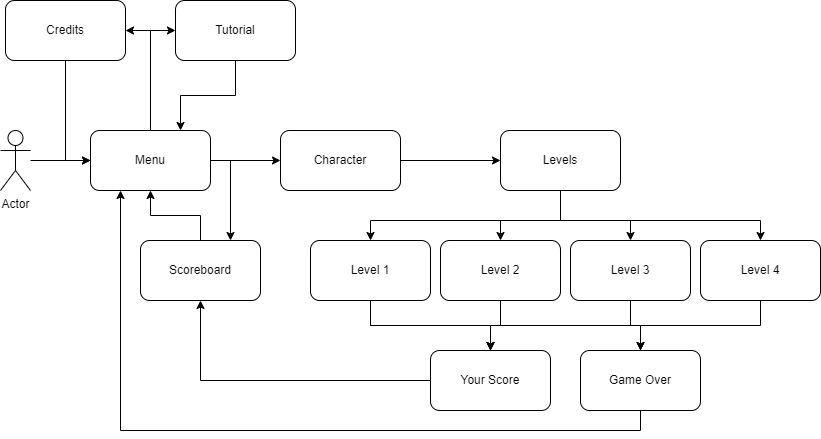 Credits
Tutorial
Actor
Menu
Character
Levels
Scoreboard
Level 1
Level 2
Level 3
Level 4
Your Score
Game Over